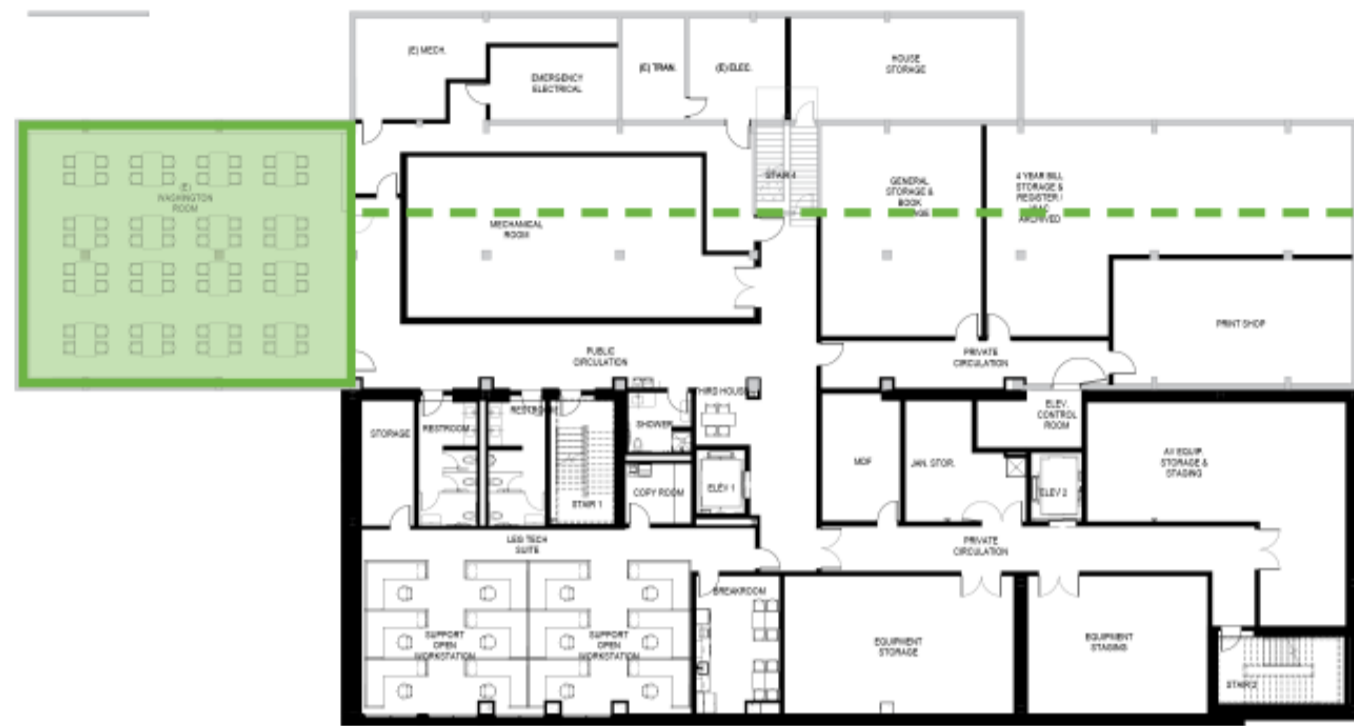 (E) MECH.
EMERGENCY
ELECTRICAL
(E) TRAN.
(E) ELEC.
HOUSE
STORAGE
(E)
WASHINGTON
ROOM
MECHANICAL
ROOM
STAIR 4
GENERAL
STORAGE &
BOOK
4 YEAR BILL
STORAGE &
REGISTER /
ARCHIVED
PRINT SHOP
PUBLIC
CIRCULATION
PRIVATE
CIRCULATION
STORAGE
RESTROOM
RESTROOM
STAIR 1
SHOWER
THIRD HOUSE
COPY ROOM
ELEV 1
MDF
JAN. STOR.
ELEV.
CONTROL
ROOM
ELEV 2
AV EQUIP.
STORAGE &
STAGING
LEG TECH
SUITE
PRIVATE
CIRCULATION
SUPPORT
OPEN
WORKSTATION
SUPPORT
OPEN
WORKSTATION
BREAKROOM
EQUIPMENT
STORAGE
EQUIPMENT
STAGING
STAIR 2